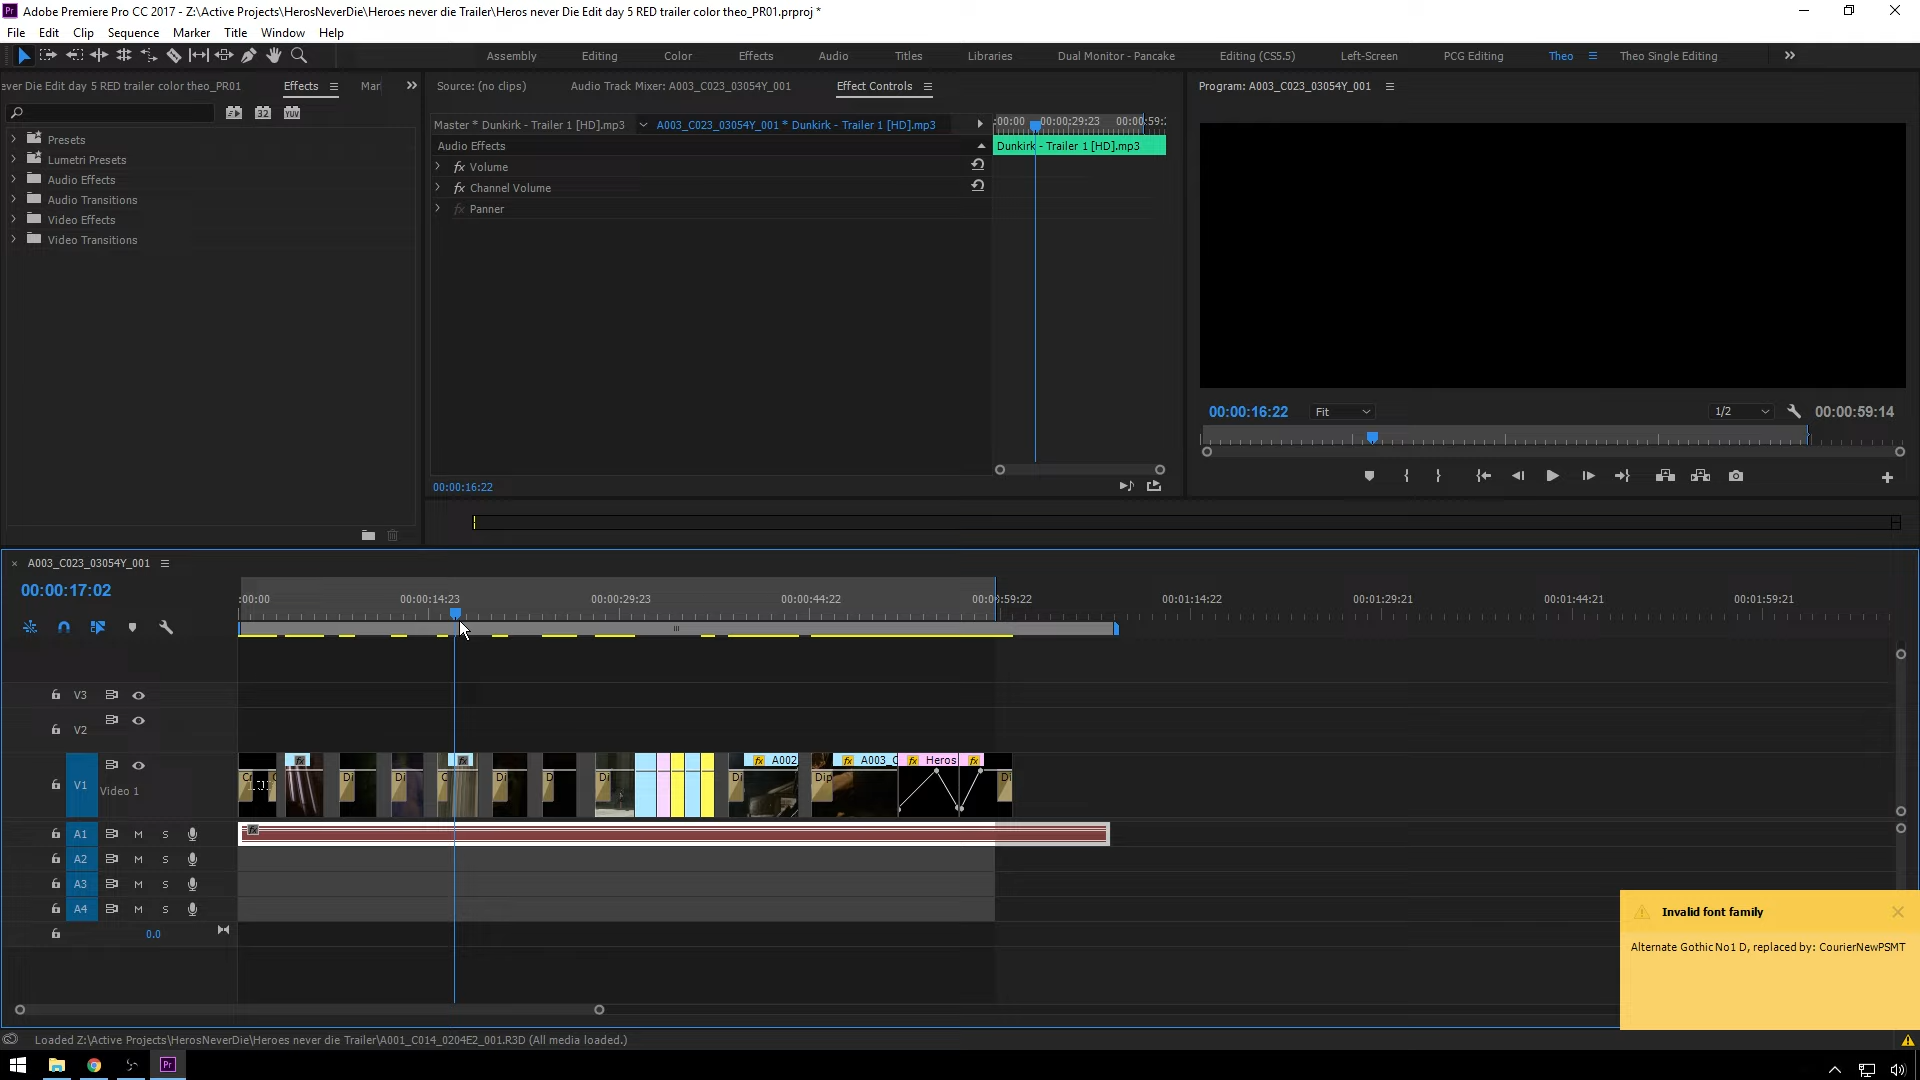 Pr Adobe Premiere Pro CC 2017 - Z:\Active Projects\HerosNeverDie\Heroes never die Trailer\Heros never Die Edit day 5 RED trailer color theo_PR01.prproj *
File Edit Clip Sequence Marker Title Window Help
Assembly Editing Color Effects Audio Titles Libraries Dual Monitor - Pancake Editing (CS5.5) Left-Screen PCG Editing Theo Theo Single Editing
ever Die Edit day 5 RED trailer color theo_PR01 Effects Mar
Source: (no clips) Audio Track Mixer: A003_C023_03054Y_001 Effect Controls
Program: A003_C023_03054Y_001
32 YUV
Master * Dunkirk - Trailer 1 [HD].mp3 A003_C023_03054Y_001 * Dunkirk - Trailer 1 [HD].mp3
:00:00 00:00:29:23 00:00:59:
Presets
Lumetri Presets
Audio Effects
Audio Transitions
Video Effects
Video Transitions
Audio Effects
Dunkirk - Trailer 1 [HD].mp3
fx Volume
fx Channel Volume
fx Panner
00:00:16:22 Fit 1/2 00:00:59:14
00:00:16:22
A003_C023_03054Y_001
00:00:17:02
:00:00 00:00:14:23 00:00:29:23 00:00:44:22 00:00:59:22 00:01:14:22 00:01:29:21 00:01:44:21 00:01:59:21
V3
V2
fx fx fx A002 fx A003_C fx Heros fx
V1 Video 1
Cr C Di Di C Di D Di Di Dip Di
A1 M S fx
A2 M S
A3 M S
A4 M S
0.0
Invalid font family
Alternate Gothic No1 D, replaced by: CourierNewPSMT
Loaded Z:\Active Projects\HerosNeverDie\Heroes never die Trailer\A001_C014_0204E2_001.R3D (All media loaded.)
Pr